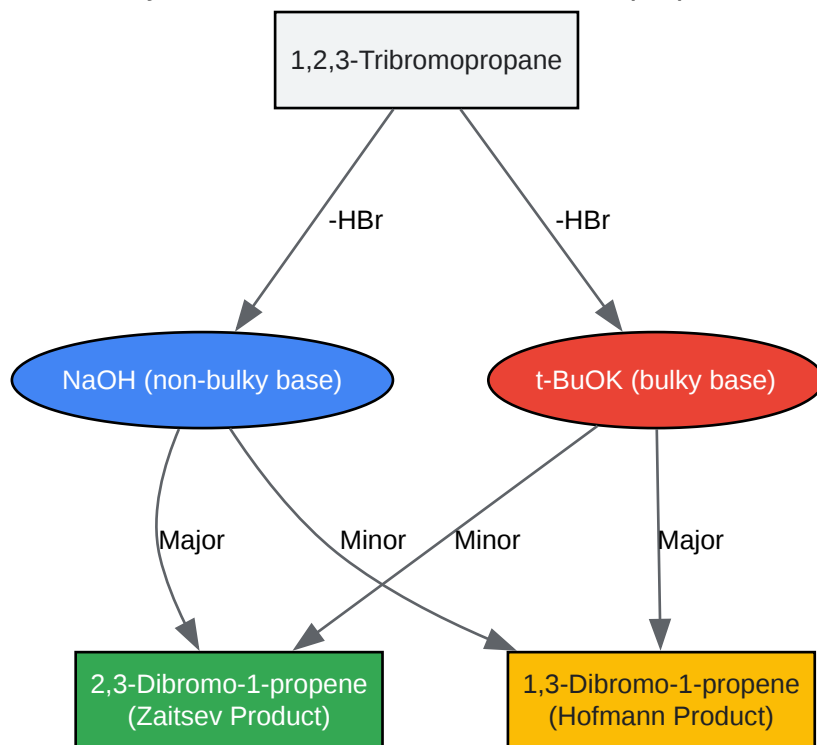 1,2,3-Tribromopropane
-HBr
-HBr
NaOH (non-bulky base)
t-BuOK (bulky base)
Major
Minor
Minor
Major
2,3-Dibromo-1-propene
(Zaitsev Product)
1,3-Dibromo-1-propene
(Hofmann Product)